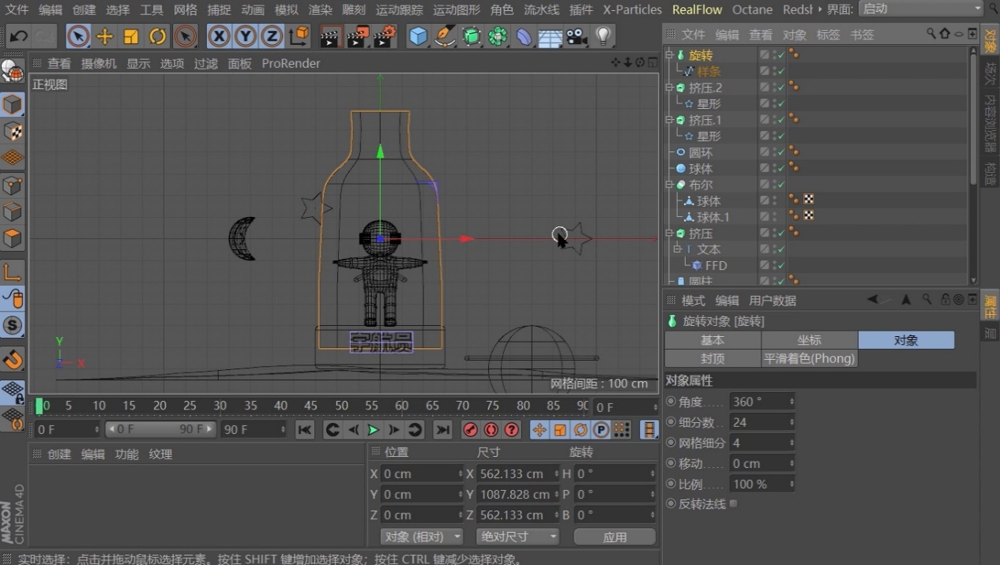 文件 编辑 创建 选择 工具 网格 捕捉 动画 模拟 渲染 雕刻 运动跟踪 运动图形 角色 流水线 插件 X-Particles RealFlow Octane Redsl 界面: 启动
X Y Z
文件 编辑 查看 对象 标签 书签
查看 摄像机 显示 选项 过滤 面板 ProRender
正视图
旋转
样条
挤压.2
星形
挤压.1
星形
圆环
球体
布尔
球体
球体.1
挤压
文本
FFD
圆柱
对象
场次
内容浏览器
构造
宇航员
Y
Z X
网格间距 : 100 cm
模式 编辑 用户数据
旋转对象 [旋转]
基本 坐标 对象
封顶 平滑着色(Phong)
对象属性
角度 360 °
细分数 24
网格细分 4
移动 0 cm
比例 100 %
反转法线
属性
层
0 5 10 15 20 25 30 35 40 45 50 55 60 65 70 75 80 85 90 0 F
0 F 0 F 90 F 90 F
创建 编辑 功能 纹理
位置 尺寸 旋转
X 0 cm X 562.133 cm H 0 °
Y 0 cm Y 1087.828 cm P 0 °
Z 0 cm Z 562.133 cm B 0 °
对象 (相对) 绝对尺寸 应用
MAXON
CINEMA 4D
实时选择：点击并拖动鼠标选择元素。按住 SHIFT 键增加选择对象；按住 CTRL 键减少选择对象。